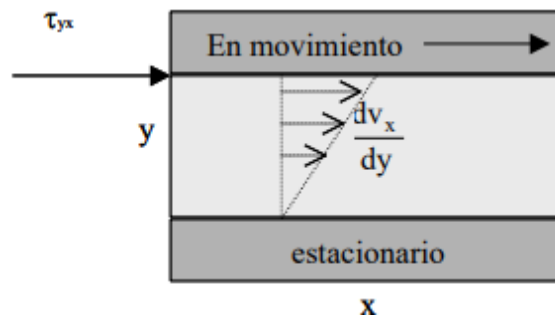 τyx
En movimiento
y
dvx
dy
estacionario
x